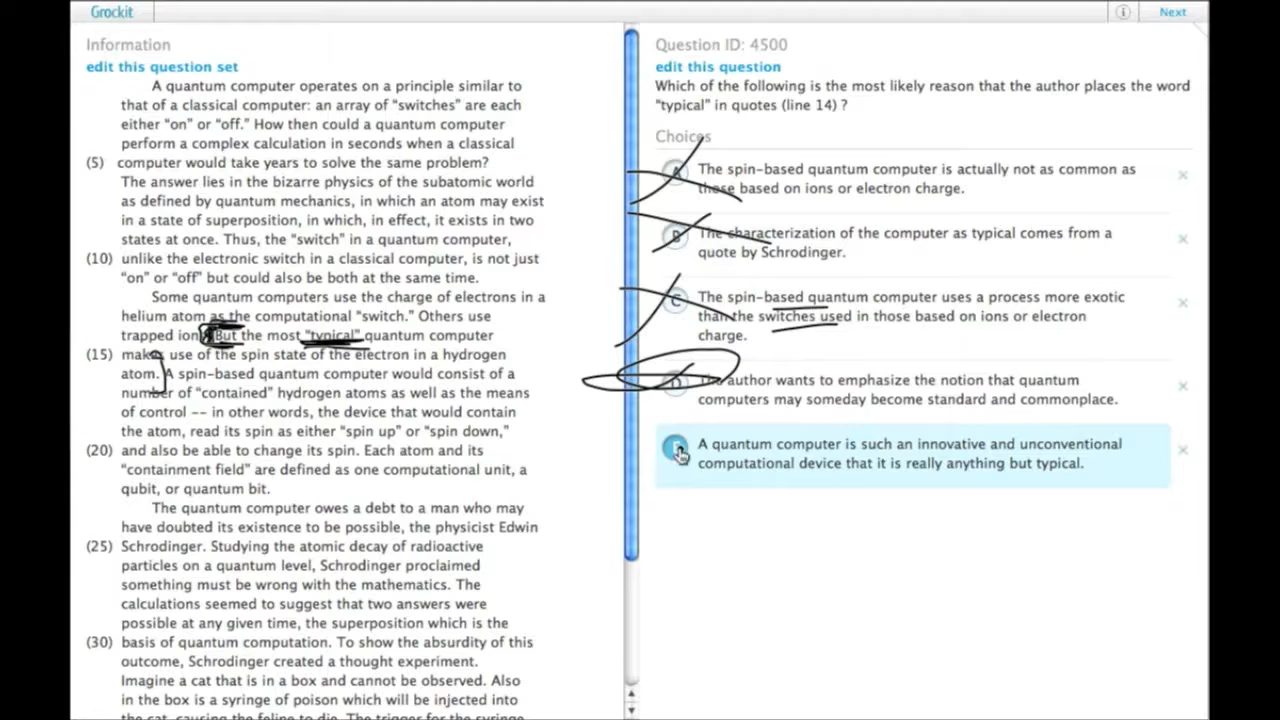 Grockit
Next
Information
edit this question set
A quantum computer operates on a principle similar to
that of a classical computer: an array of “switches” are each
either “on” or “off.” How then could a quantum computer
perform a complex calculation in seconds when a classical
(5) computer would take years to solve the same problem?
The answer lies in the bizarre physics of the subatomic world
as defined by quantum mechanics, in which an atom may exist
in a state of superposition, in which, in effect, it exists in two
states at once. Thus, the “switch” in a quantum computer,
(10) unlike the electronic switch in a classical computer, is not just
“on” or “off” but could also be both at the same time.
Some quantum computers use the charge of electrons in a
helium atom as the computational “switch.” Others use
trapped ion But the most “typical” quantum computer
(15) makes use of the spin state of the electron in a hydrogen
atom. A spin-based quantum computer would consist of a
number of “contained” hydrogen atoms as well as the means
of control -- in other words, the device that would contain
the atom, read its spin as either “spin up” or “spin down,”
(20) and also be able to change its spin. Each atom and its
“containment field” are defined as one computational unit, a
qubit, or quantum bit.
The quantum computer owes a debt to a man who may
have doubted its existence to be possible, the physicist Edwin
(25) Schrodinger. Studying the atomic decay of radioactive
particles on a quantum level, Schrodinger proclaimed
something must be wrong with the mathematics. The
calculations seemed to suggest that two answers were
possible at any given time, the superposition which is the
(30) basis of quantum computation. To show the absurdity of this
outcome, Schrodinger created a thought experiment.
Imagine a cat that is in a box and cannot be observed. Also
in the box is a syringe of poison which will be injected into
the cat, causing the feline to die. The trigger for the syringe
Question ID: 4500
edit this question
Which of the following is the most likely reason that the author places the word
“typical” in quotes (line 14) ?
Choices
A The spin-based quantum computer is actually not as common as
those based on ions or electron charge.
B The characterization of the computer as typical comes from a
quote by Schrodinger.
C The spin-based quantum computer uses a process more exotic
than the switches used in those based on ions or electron
charge.
D The author wants to emphasize the notion that quantum
computers may someday become standard and commonplace.
A quantum computer is such an innovative and unconventional
computational device that it is really anything but typical.